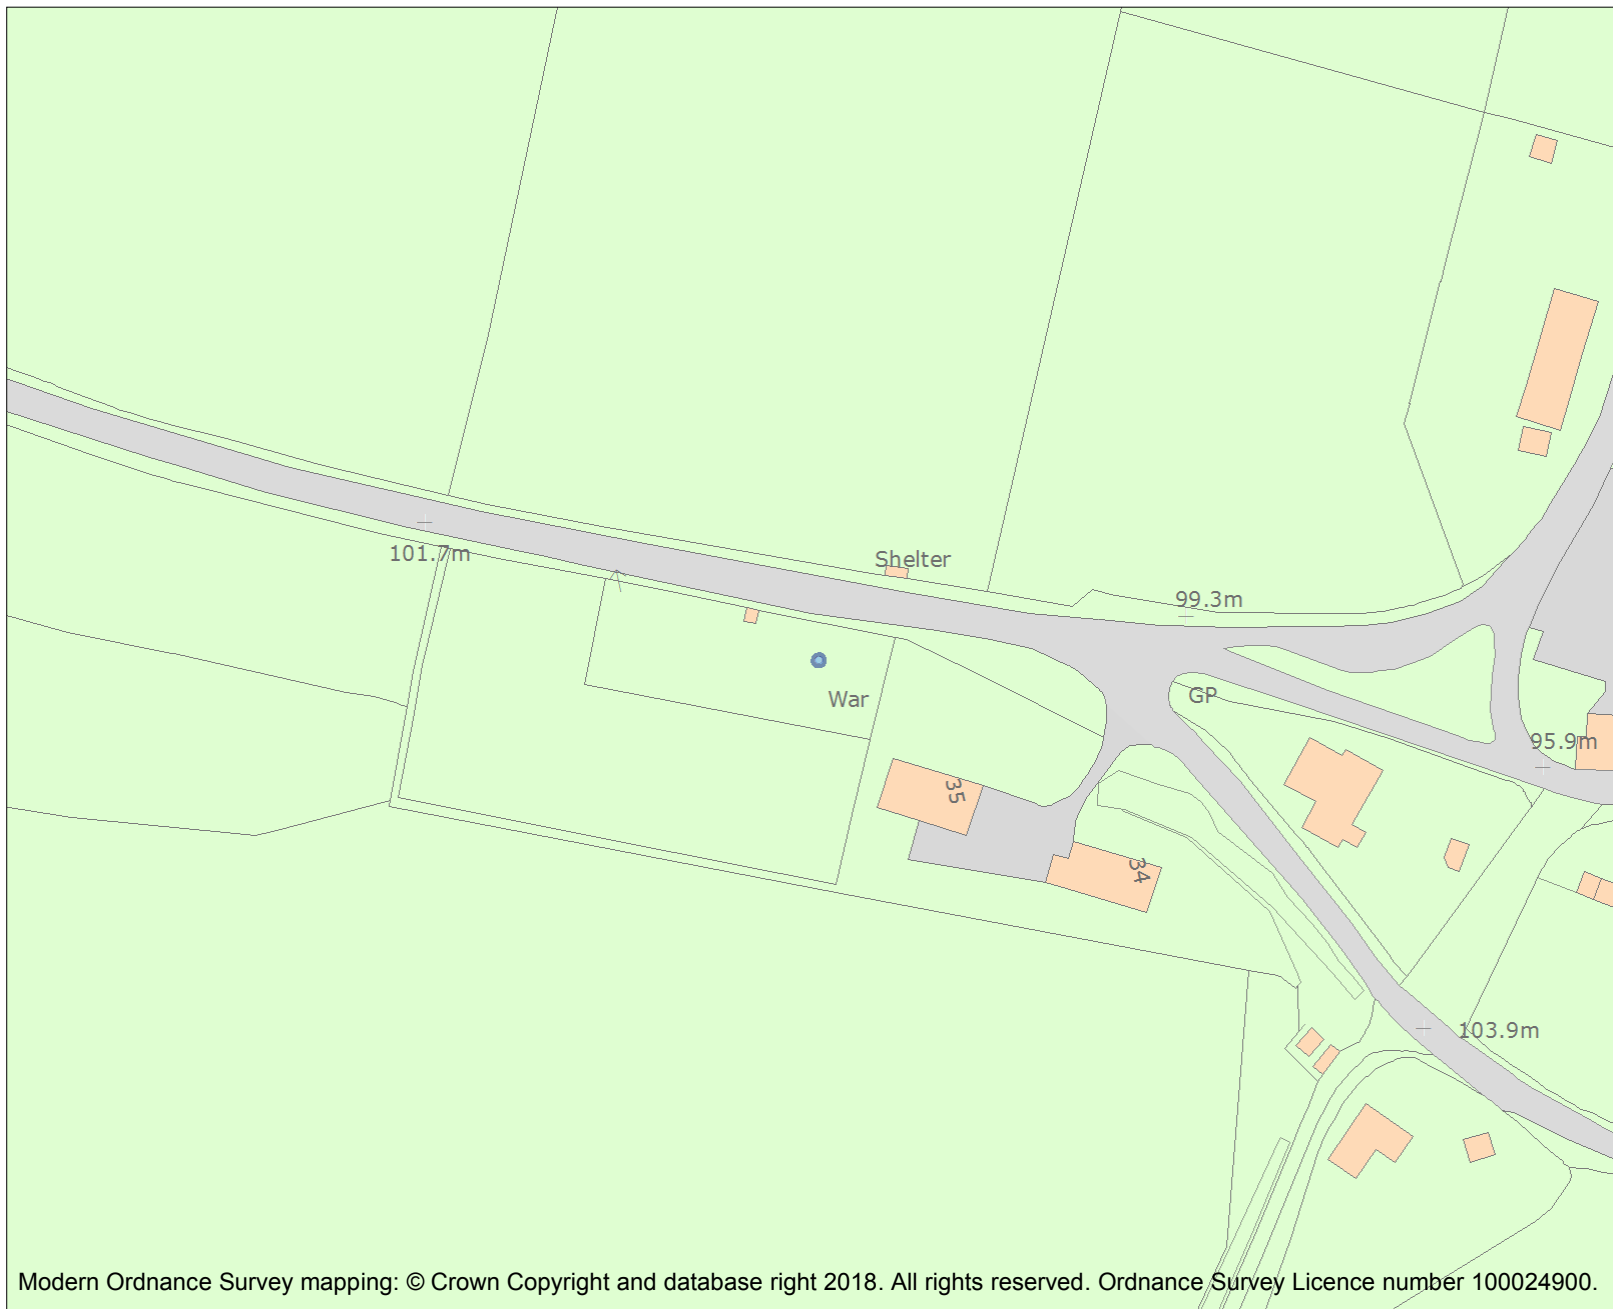 101.7m
Shelter
99.3m
War
GP
95.9m
35
34
103.9m
Modern Ordnance Survey mapping: © Crown Copyright and database right 2018. All rights reserved. Ordnance Survey Licence number 100024900.